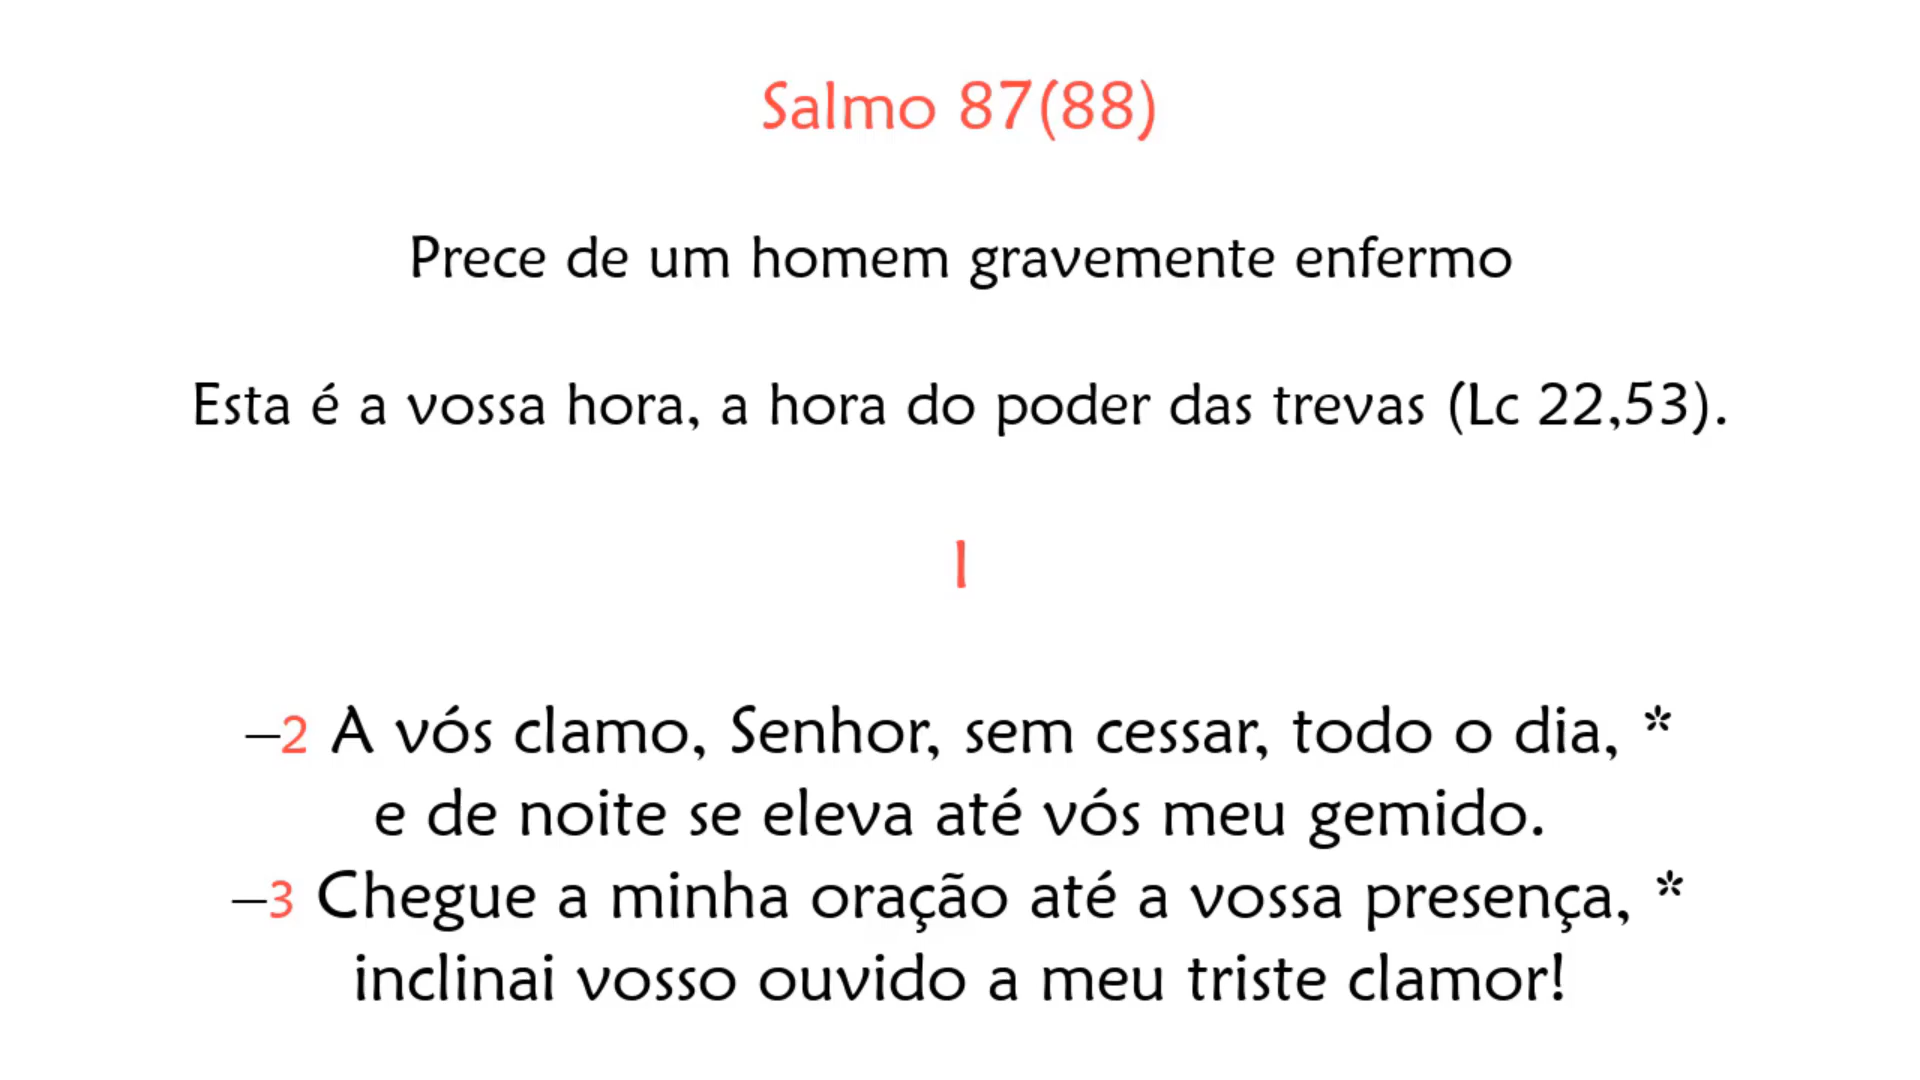 Salmo 87(88)
Prece de um homem gravemente enfermo
Esta é a vossa hora, a hora do poder das trevas (Lc 22,53).
I
–2 A vós clamo, Senhor, sem cessar, todo o dia, *
e de noite se eleva até vós meu gemido.
–3 Chegue a minha oração até a vossa presença, *
inclinai vosso ouvido a meu triste clamor!